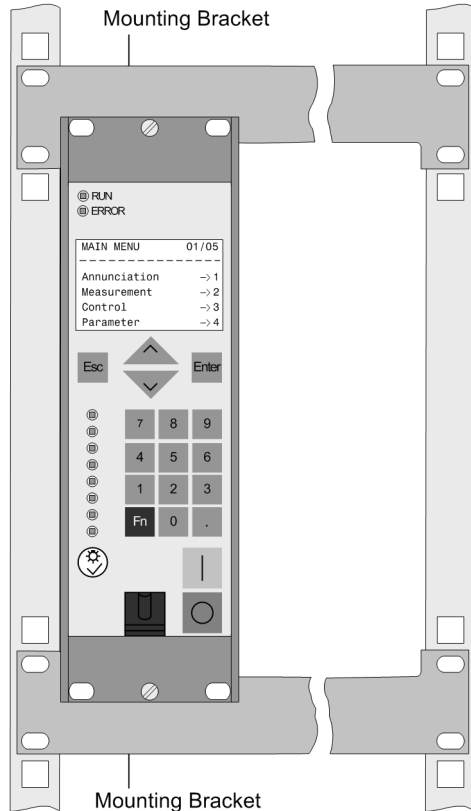 Mounting Bracket
RUN
ERROR
MAIN MENU 01/05
--------------------
Annunciation ->1
Measurement ->2
Control ->3
Parameter ->4
Esc
Enter
7 8 9
4 5 6
1 2 3
Fn 0 .
Mounting Bracket